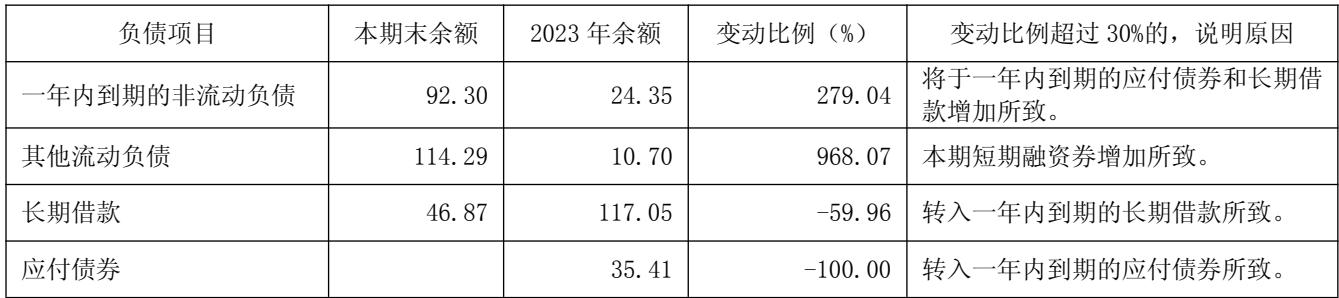 负债项目 本期末余额 2023 年余额 变动比例（%） 变动比例超过 30%的，说明原因
一年内到期的非流动负债 92.30 24.35 279.04 将于一年内到期的应付债券和长期借
款增加所致。
其他流动负债 114.29 10.70 968.07 本期短期融资券增加所致。
长期借款 46.87 117.05 -59.96 转入一年内到期的长期借款所致。
应付债券 35.41 -100.00 转入一年内到期的应付债券所致。